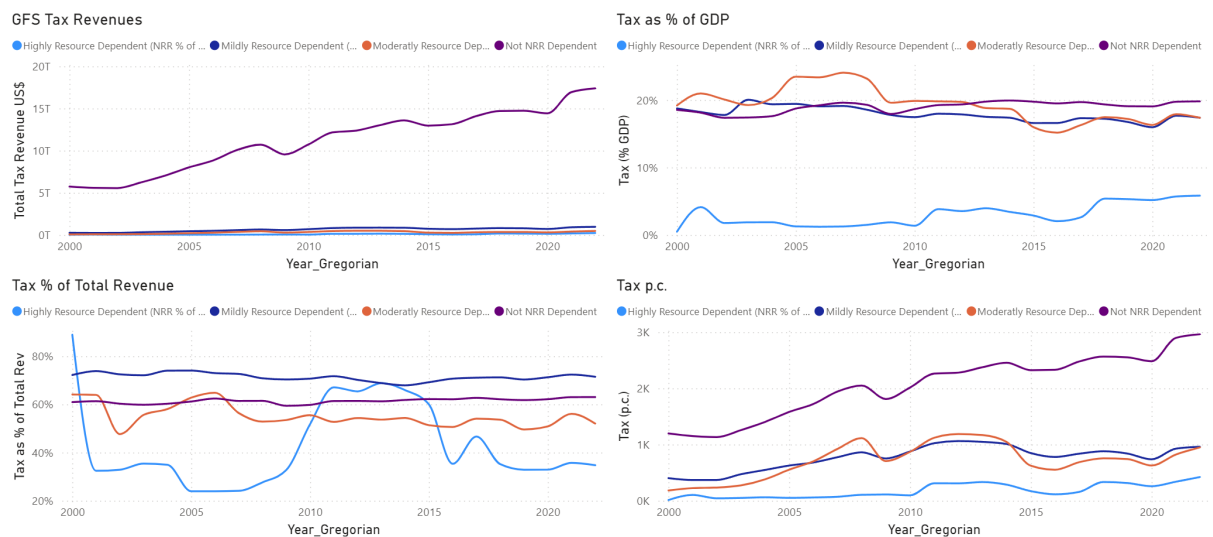 GFS Tax Revenues
Highly Resource Dependent (NRR % of ... Mildly Resource Dependent (... Moderatly Resource Dep... Not NRR Dependent
Total Tax Revenue US$
20T
15T
10T
5T
0T
2000 2005 2010 2015 2020
Year_Gregorian
Tax as % of GDP
Highly Resource Dependent (NRR % of ... Mildly Resource Dependent (... Moderatly Resource Dep... Not NRR Dependent
Tax (% GDP)
20%
10%
0%
2000 2005 2010 2015 2020
Year_Gregorian
Tax % of Total Revenue
Highly Resource Dependent (NRR % of ... Mildly Resource Dependent (... Moderatly Resource Dep... Not NRR Dependent
Tax as % of Total Rev
80%
60%
40%
20%
2000 2005 2010 2015 2020
Year_Gregorian
Tax p.c.
Highly Resource Dependent (NRR % of ... Mildly Resource Dependent (... Moderatly Resource Dep... Not NRR Dependent
Tax (p.c.)
3K
2K
1K
0K
2000 2005 2010 2015 2020
Year_Gregorian